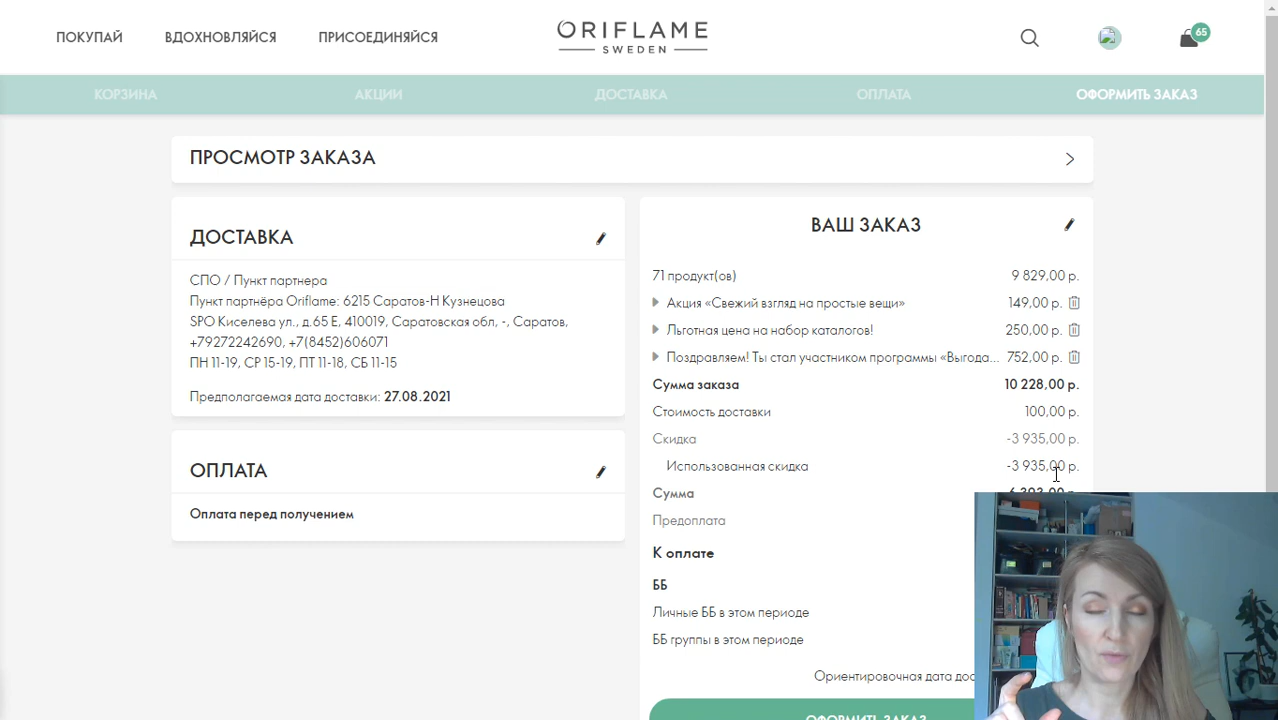 ПОКУПАЙ ВДОХНОВЛЯЙСЯ ПРИСОЕДИНЯЙСЯ
ORIFLAME
SWEDEN
65
КОРЗИНА АКЦИИ ДОСТАВКА ОПЛАТА ОФОРМИТЬ ЗАКАЗ
ПРОСМОТР ЗАКАЗА
ДОСТАВКА
СПО / Пункт партнера
Пункт партнёра Oriflame: 6215 Саратов-Н Кузнецова
SPO Киселева ул., д.65 Е, 410019, Саратовская обл, -, Саратов,
+79272242690, +7(8452)606071
ПН 11-19, СР 15-19, ПТ 11-18, СБ 11-15
Предполагаемая дата доставки: 27.08.2021
ОПЛАТА
Оплата перед получением
ВАШ ЗАКАЗ
71 продукт(ов) 9 829,00 р.
Акция «Свежий взгляд на простые вещи» 149,00 р.
Льготная цена на набор каталогов! 250,00 р.
Поздравляем! Ты стал участником программы «Выгода... 752,00 р.
Сумма заказа 10 228,00 р.
Стоимость доставки 100,00 р.
Скидка -3 935,00 р.
Использованная скидка -3 935,00 р.
Сумма 6 393,00 р.
Предоплата
К оплате
ББ
Личные ББ в этом периоде
ББ группы в этом периоде
Ориентировочная дата дос
ОФОРМИТЬ ЗАКАЗ